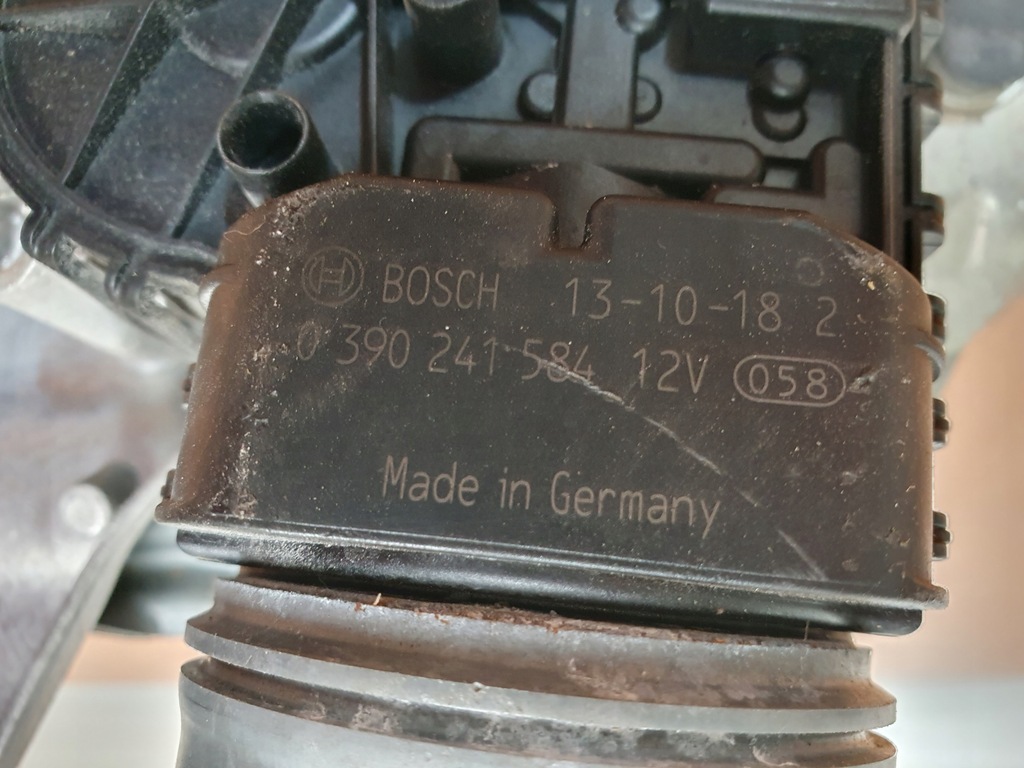 BOSCH 13-10-18 2
0 390 241 584 12V 058
Made in Germany